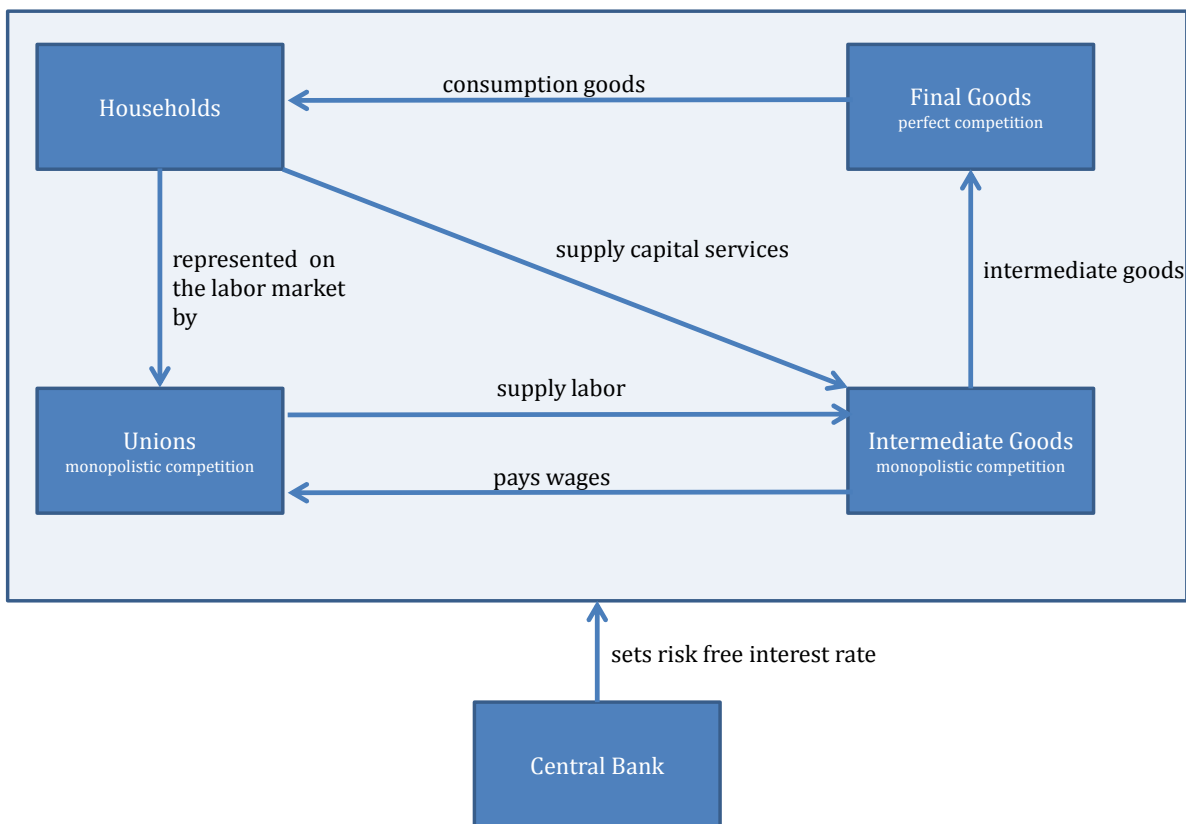 Households
consumption goods
Final Goods
perfect competition
represented on
the labor market
by
supply capital services
intermediate goods
Unions
monopolistic competition
supply labor
pays wages
Intermediate Goods
monopolistic competition
sets risk free interest rate
Central Bank